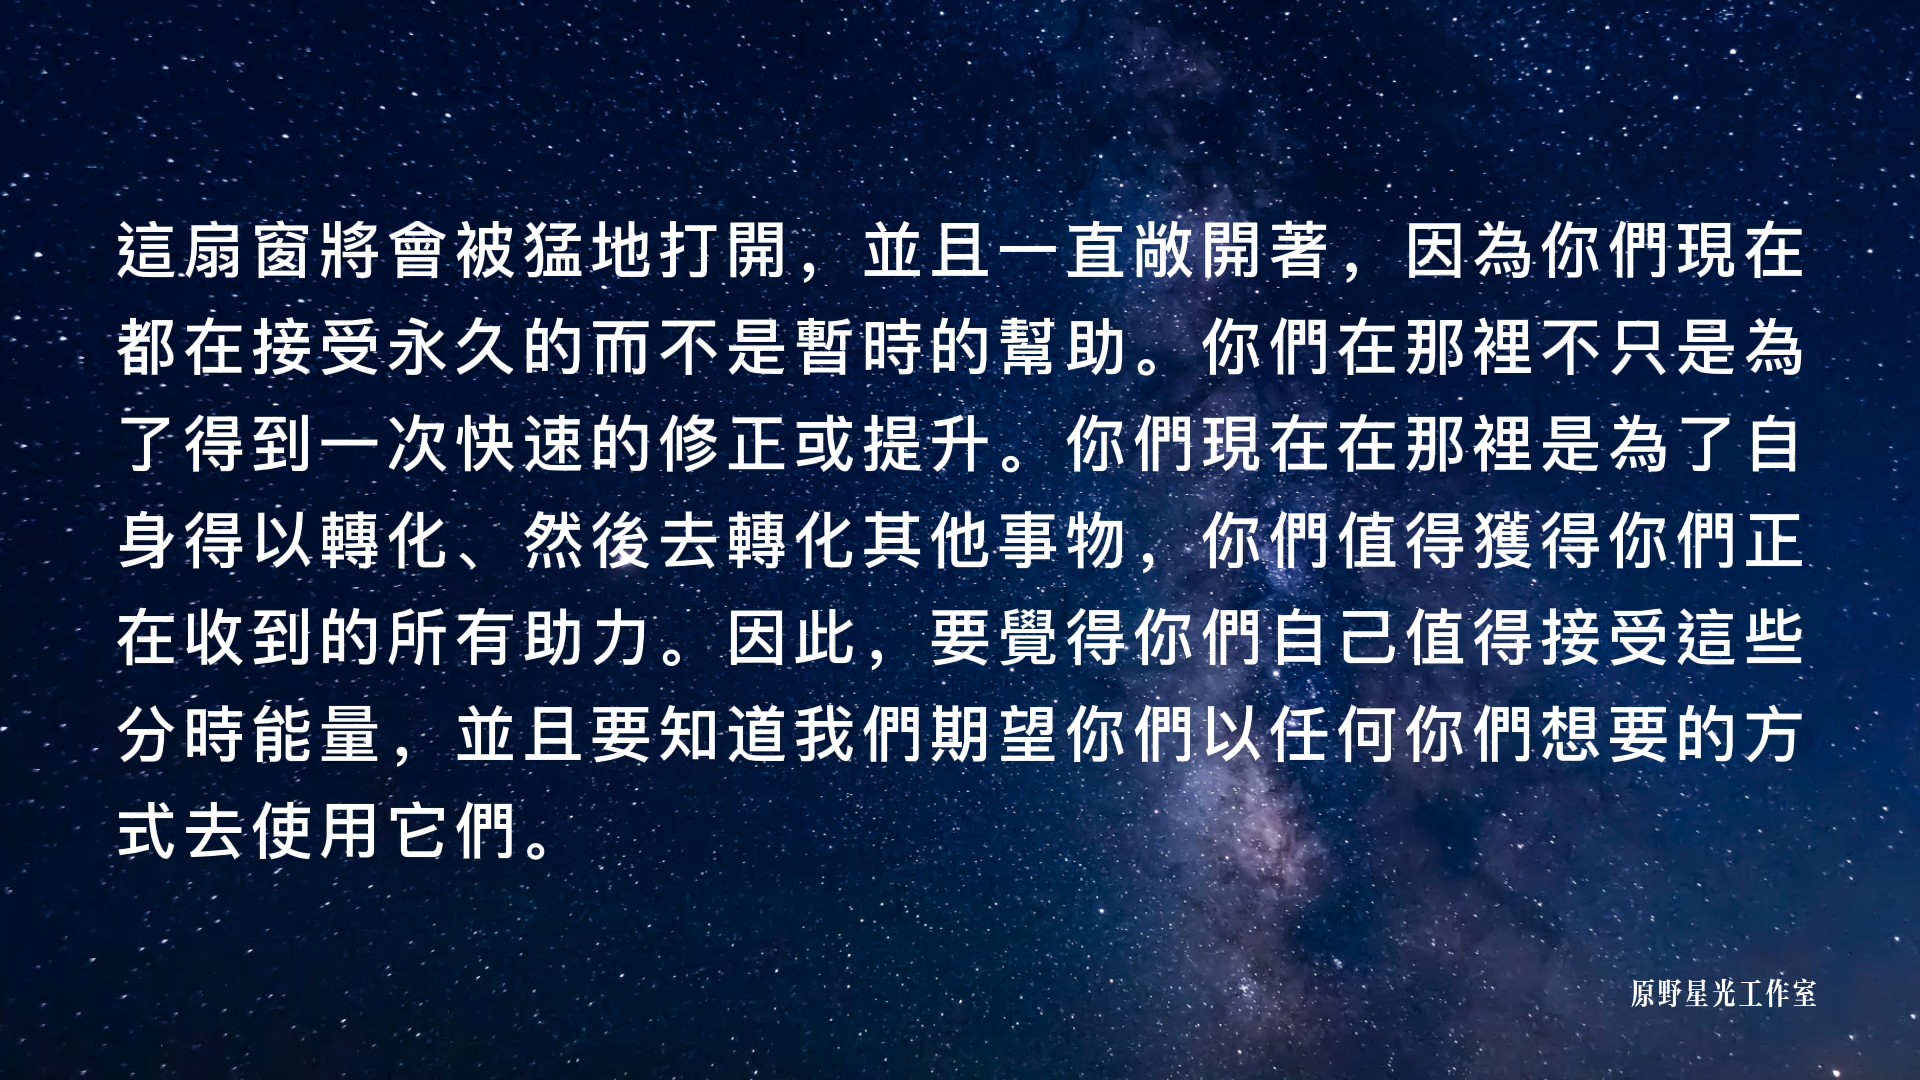 這扇窗將會被猛地打開，並且一直敞開著，因為你們現在
都在接受永久的而不是暫時的幫助。你們在那裡不只是為
了得到一次快速的修正或提升。你們現在在那裡是為了自
身得以轉化、然後去轉化其他事物，你們值得獲得你們正
在收到的所有助力。因此，要覺得你們自己值得接受這些
分時能量，並且要知道我們期望你們以任何你們想要的方
式去使用它們。
原野星光工作室